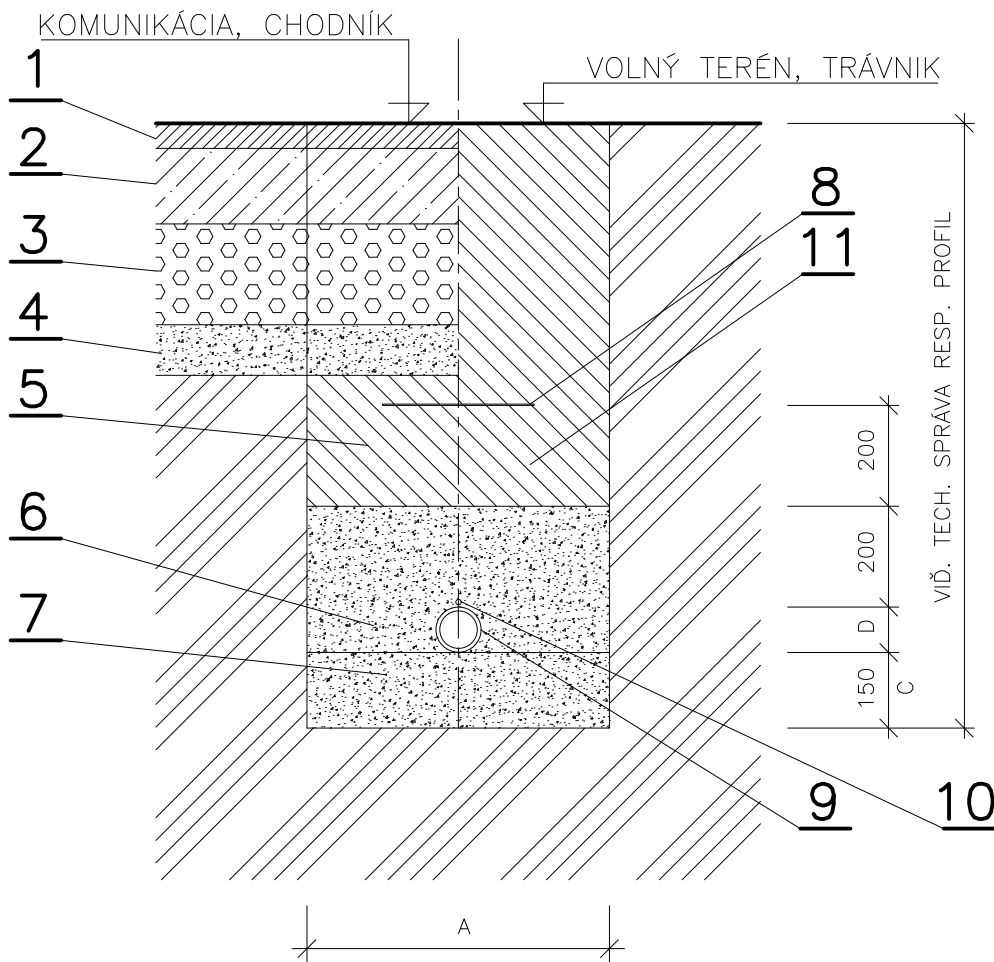 KOMUNIKÁCIA, CHODNÍK
VOLNÝ TERÉN, TRÁVNIK
1
2
3
4
5
6
7
8
11
9
10
200
200
D
150
C
VIĎ. TECH. SPRÁVA RESP. PROFIL
A